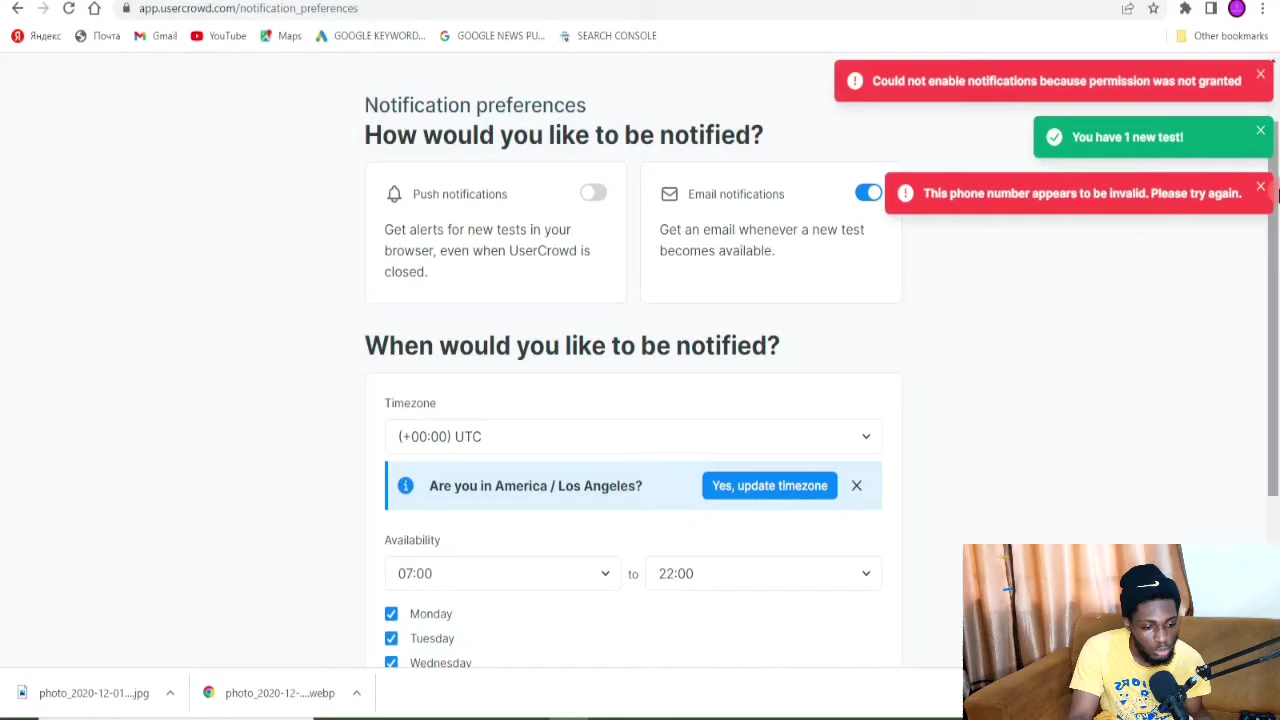 app.usercrowd.com/notification_preferences
Яндекс
Почта
Gmail
YouTube
Maps
GOOGLE KEYWORD...
GOOGLE NEWS PU...
SEARCH CONSOLE
Other bookmarks
Could not enable notifications because permission was not granted
You have 1 new test!
This phone number appears to be invalid. Please try again.
Notification preferences
How would you like to be notified?
Push notifications
Get alerts for new tests in your
browser, even when UserCrowd is
closed.
Email notifications
Get an email whenever a new test
becomes available.
When would you like to be notified?
Timezone
(+00:00) UTC
Are you in America / Los Angeles?
Yes, update timezone
Availability
07:00
to
22:00
Monday
Tuesday
Wednesday
photo_2020-12-01....jpg
photo_2020-12-....webp